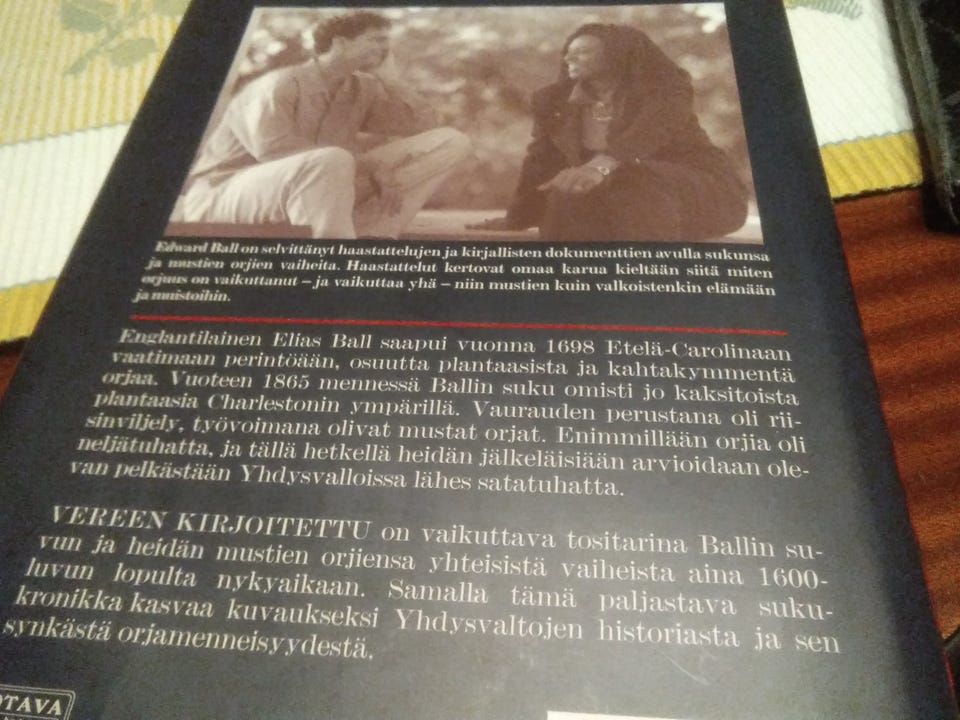 Edward Ball on selvittänyt haastattelujen ja kirjallisten dokumenttien avulla sukunsa
ja mustien orjien vaiheita. Haastattelut kertovat omaa karua kieltään siitä miten
orjuus on vaikuttanut – ja vaikuttaa yhä – niin mustien kuin valkoistenkin elämään
ja muistoihin.
Englantilainen Elias Ball saapui vuonna 1698 Etelä-Carolinaan
vaatimaan perintöään, osuutta plantaasista ja kahtakymmentä
orjaa. Vuoteen 1865 mennessä Ballin suku omisti jo kaksitoista
plantaasia Charlestonin ympärillä. Vaurauden perustana oli rii-
sinviljely, työvoimana olivat mustat orjat. Enimmillään orjia oli
neljätuhatta, ja tällä hetkellä heidän jälkeläisiään arvioidaan ole-
van pelkästään Yhdysvalloissa lähes satatuhatta.
VEREEN KIRJOITETTU on vaikuttava tositarina Ballin su-
vun ja heidän mustien orjiensa yhteisistä vaiheista aina 1600-
luvun lopulta nykyaikaan. Samalla tämä paljastava suku-
kronikka kasvaa kuvaukseksi Yhdysvaltojen historiasta ja sen
synkästä orjamenneisyydestä.
OTAVA